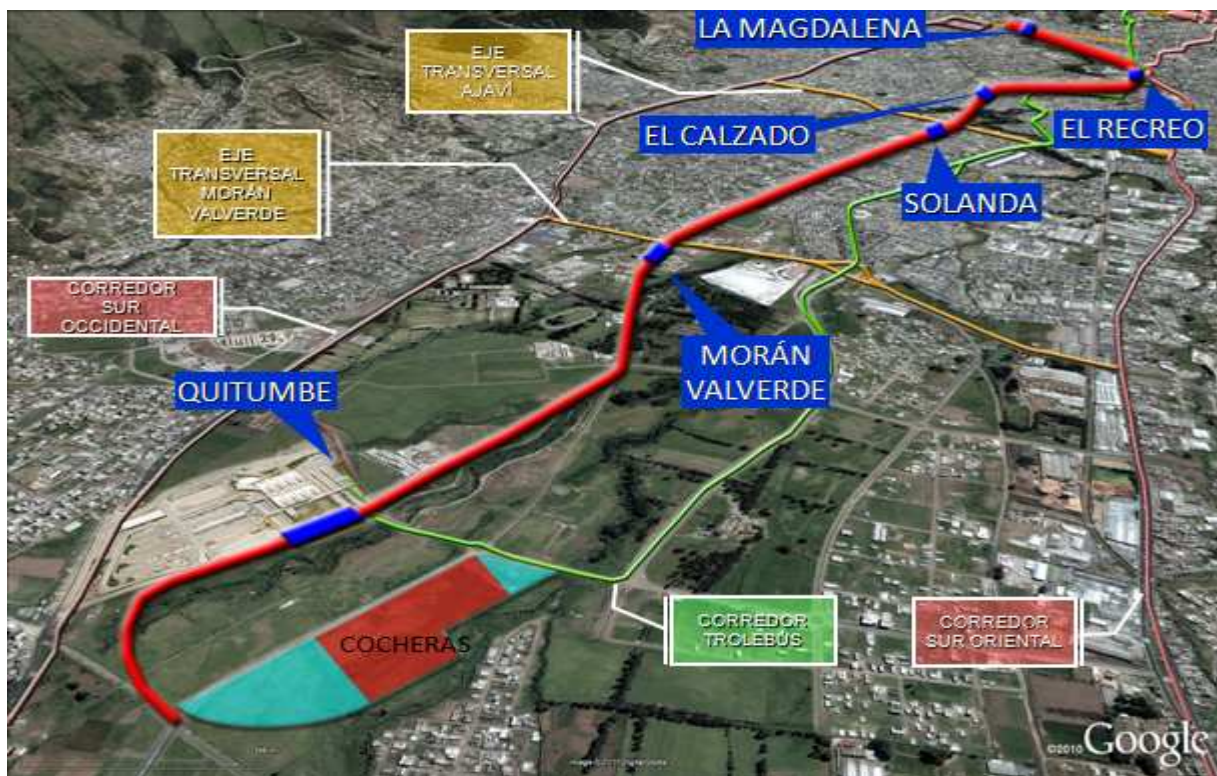 LA MAGDALENA
EJE
TRANSVERSAL
AJAVÍ
EL CALZADO
EL RECREO
EJE
TRANSVERSAL
MORÁN
VALVERDE
SOLANDA
CORREDOR
SUR
OCCIDENTAL
MORÁN
VALVERDE
QUITUMBE
COCHERAS
CORREDOR
TROLEBÚS
CORREDOR
SUR ORIENTAL
©2010 Google